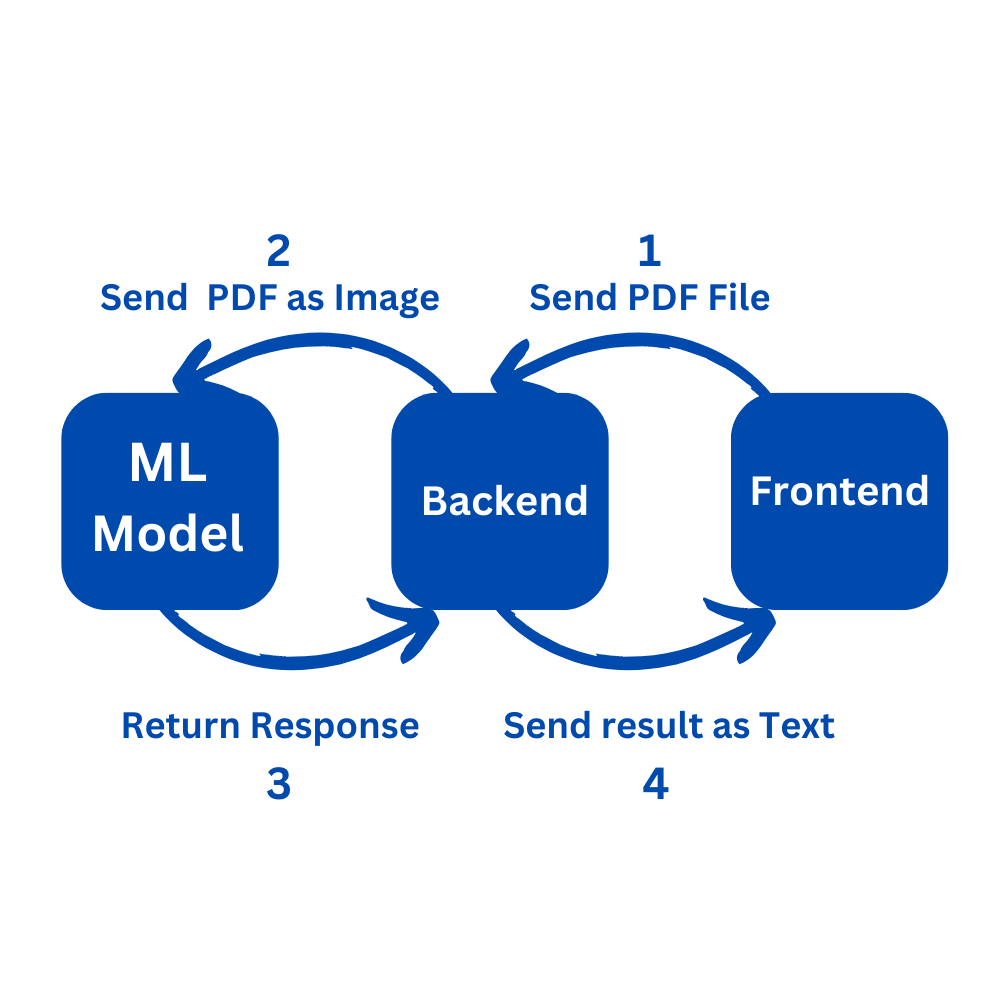 2
Send PDF as Image
1
Send PDF File
ML
Model
Backend
Frontend
Return Response
3
Send result as Text
4